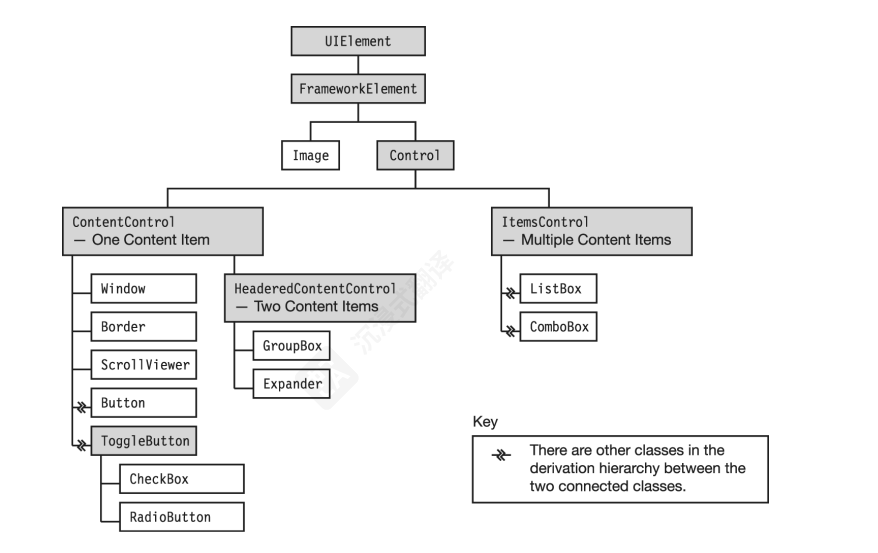 UIElement
FrameworkElement
Image
Control
ContentControl
— One Content Item
ItemsControl
— Multiple Content Items
Window
Border
ScrollViewer
Button
ToggleButton
CheckBox
RadioButton
HeaderedContentControl
— Two Content Items
GroupBox
Expander
ListBox
ComboBox
Key
There are other classes in the
derivation hierarchy between the
two connected classes.
沉浸式翻译